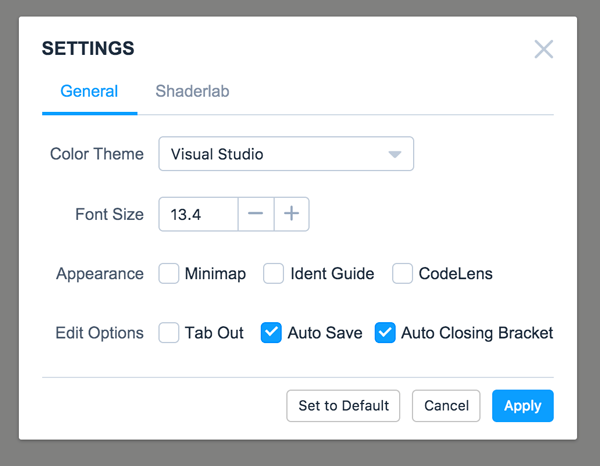 SETTINGS
General Shaderlab
Color Theme Visual Studio
Font Size 13.4
Appearance Minimap Ident Guide CodeLens
Edit Options Tab Out Auto Save Auto Closing Bracket
Set to Default Cancel Apply